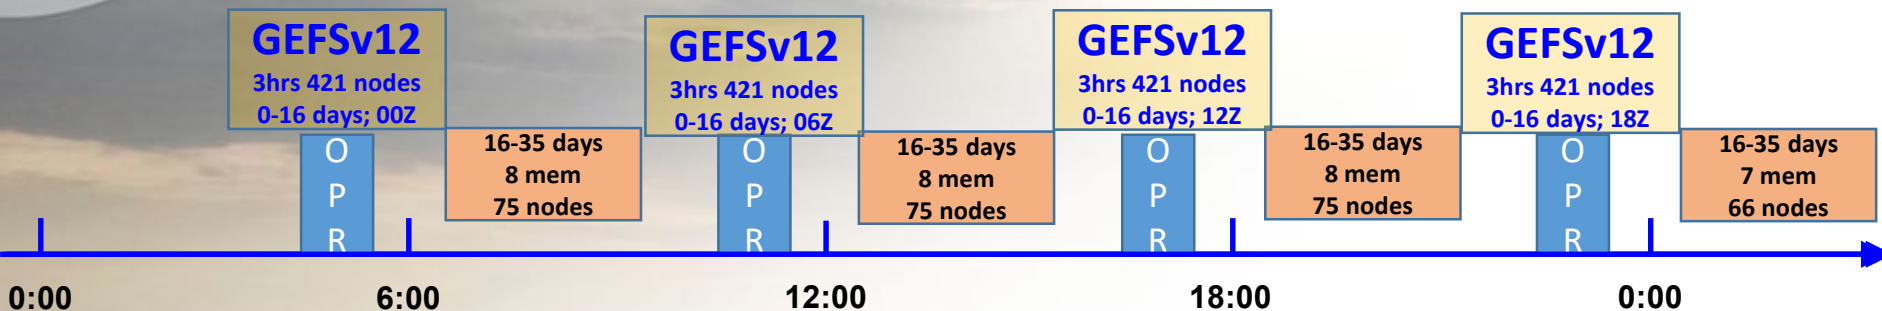 GEFSv12
3hrs 421 nodes
0-16 days; 00Z
O
P
R
16-35 days
8 mem
75 nodes
GEFSv12
3hrs 421 nodes
0-16 days; 06Z
O
P
R
16-35 days
8 mem
75 nodes
GEFSv12
3hrs 421 nodes
0-16 days; 12Z
O
P
R
16-35 days
8 mem
75 nodes
GEFSv12
3hrs 421 nodes
0-16 days; 18Z
O
P
R
16-35 days
7 mem
66 nodes
0:00
6:00
12:00
18:00
0:00